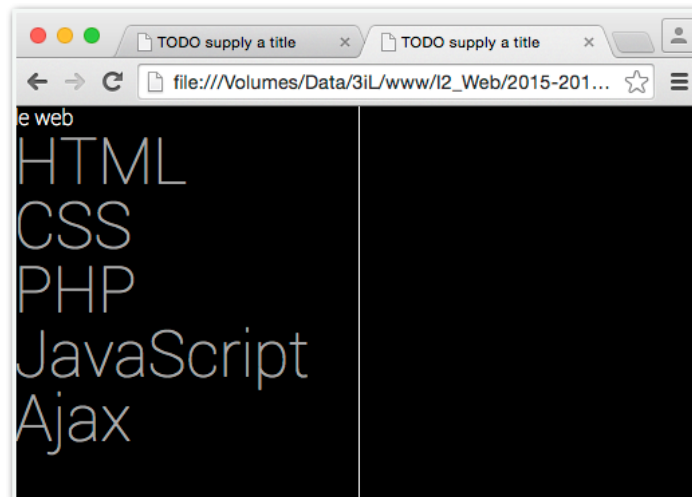 TODO supply a title
TODO supply a title
file:///Volumes/Data/3iL/www/I2_Web/2015-201...
le web
HTML
CSS
PHP
JavaScript
Ajax